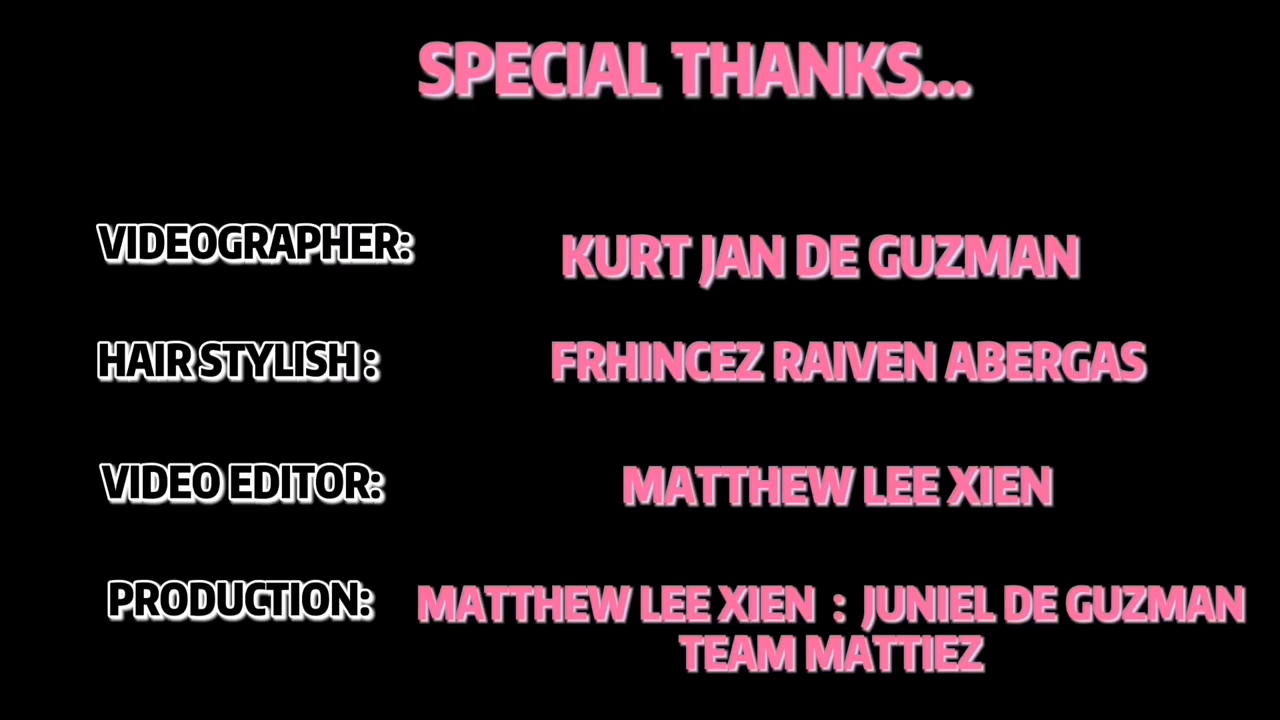 SPECIAL THANKS...
VIDEOGRAPHER: KURT JAN DE GUZMAN
HAIR STYLISH : FRHINCEZ RAIVEN ABERGAS
VIDEO EDITOR: MATTHEW LEE XIEN
PRODUCTION: MATTHEW LEE XIEN : JUNIEL DE GUZMAN
TEAM MATTIEZ